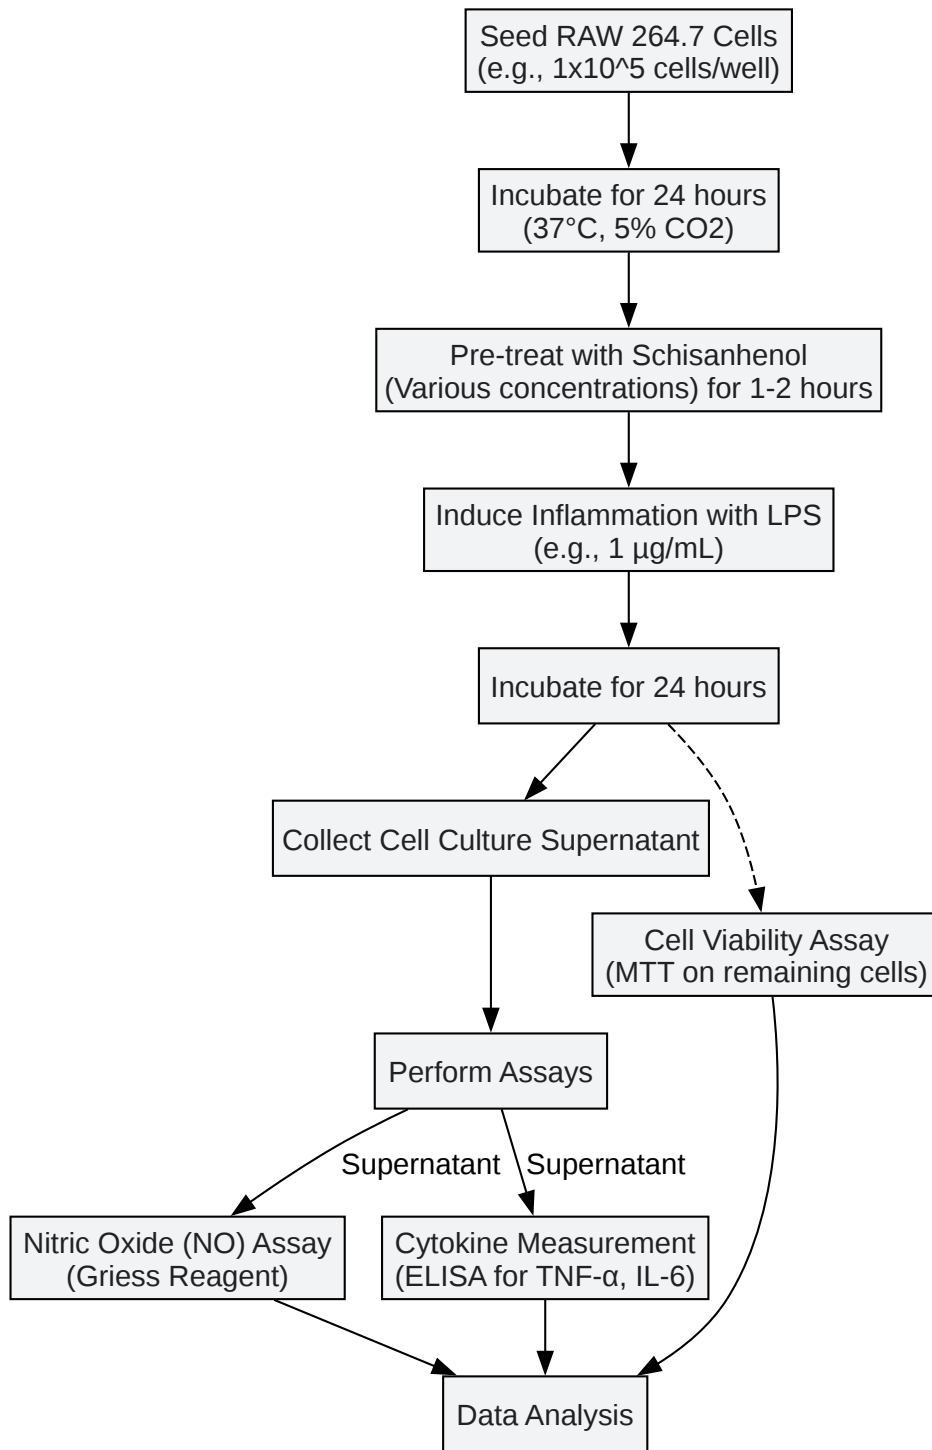 Seed RAW 264.7 Cells
(e.g., 1x10^5 cells/well)
Incubate for 24 hours
(37°C, 5% CO2)
Pre-treat with Schisanhenol
(Various concentrations) for 1-2 hours
Induce Inflammation with LPS
(e.g., 1 µg/mL)
Incubate for 24 hours
Collect Cell Culture Supernatant
Cell Viability Assay
(MTT on remaining cells)
Perform Assays
Supernatant
Supernatant
Nitric Oxide (NO) Assay
(Griess Reagent)
Cytokine Measurement
(ELISA for TNF-α, IL-6)
Data Analysis